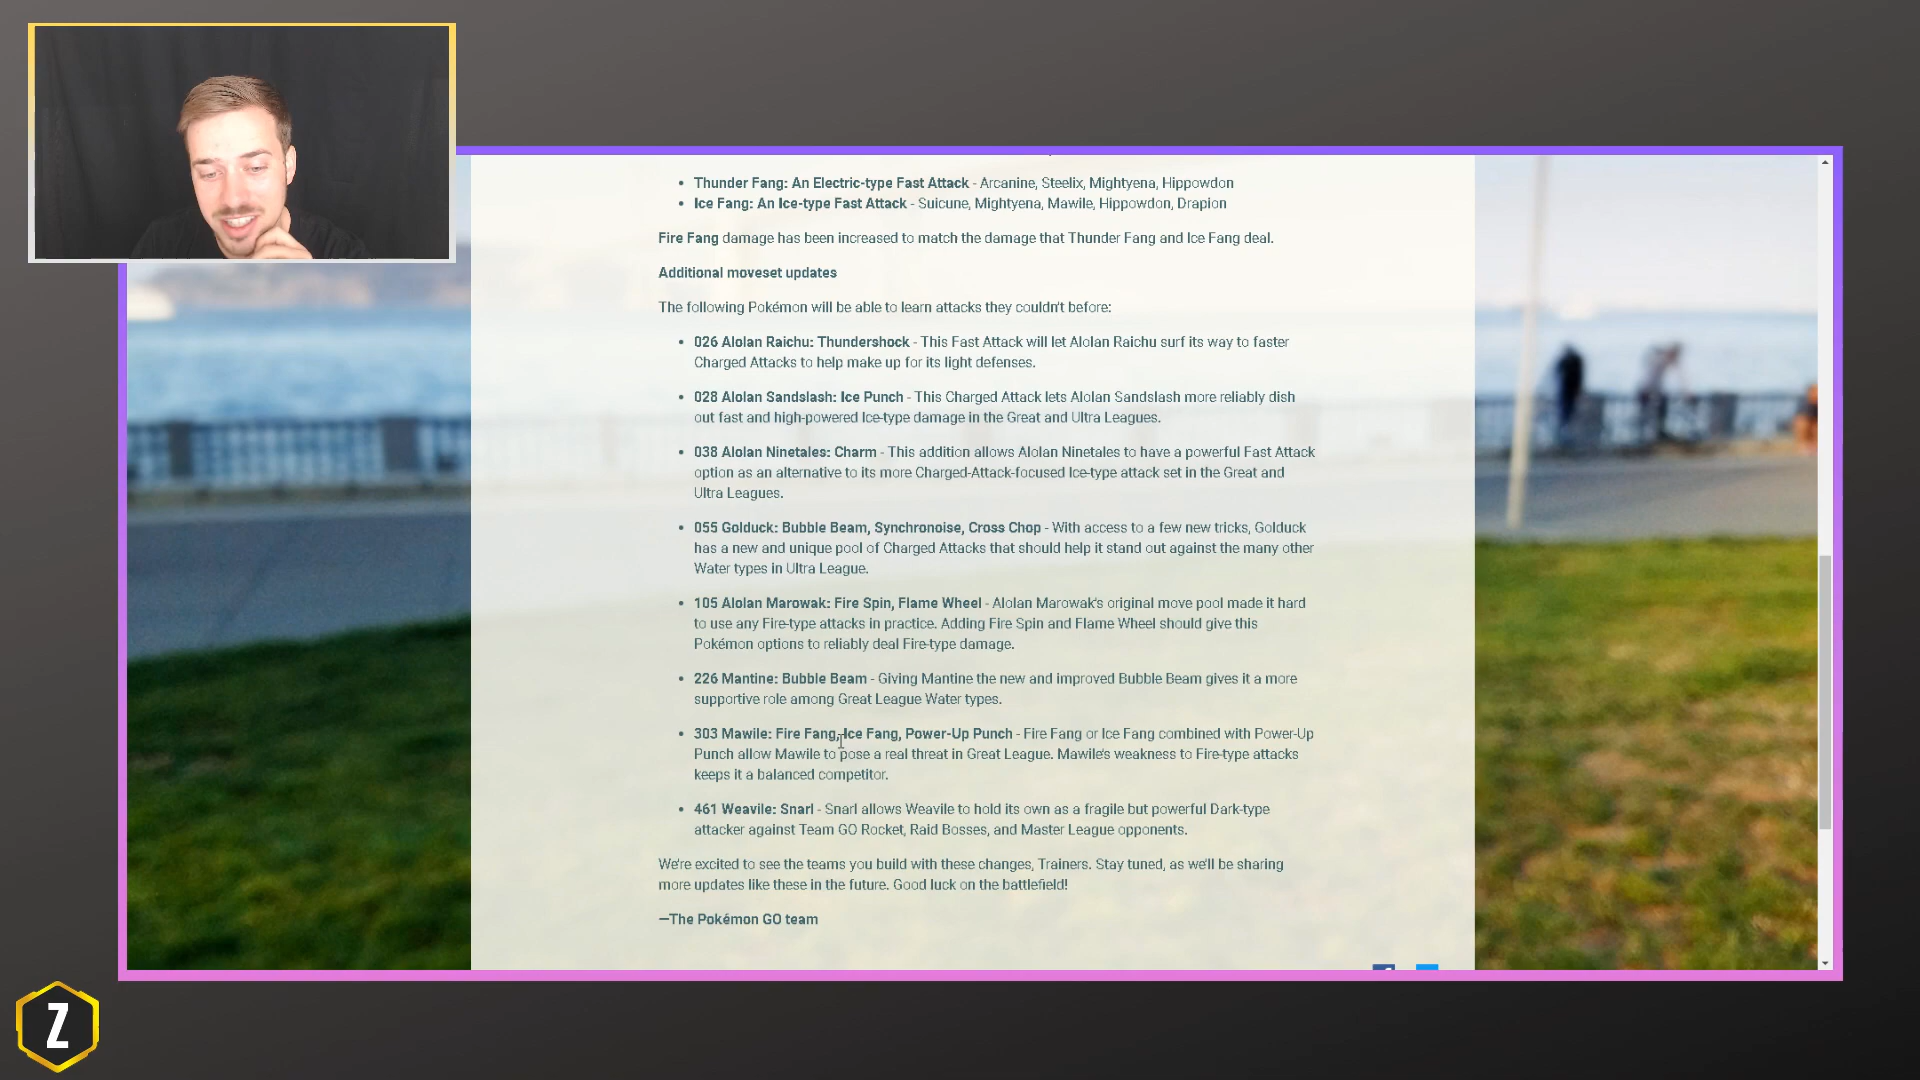 Thunder Fang: An Electric-type Fast Attack - Arcanine, Steelix, Mightyena, Hippowdon
Ice Fang: An Ice-type Fast Attack - Suicune, Mightyena, Mawile, Hippowdon, Drapion
Fire Fang damage has been increased to match the damage that Thunder Fang and Ice Fang deal.
Additional moveset updates
The following Pokémon will be able to learn attacks they couldn't before:
026 Alolan Raichu: Thundershock - This Fast Attack will let Alolan Raichu surf its way to faster
Charged Attacks to help make up for its light defenses.
028 Alolan Sandslash: Ice Punch - This Charged Attack lets Alolan Sandslash more reliably dish
out fast and high-powered Ice-type damage in the Great and Ultra Leagues.
038 Alolan Ninetales: Charm - This addition allows Alolan Ninetales to have a powerful Fast Attack
option as an alternative to its more Charged-Attack-focused Ice-type attack set in the Great and
Ultra Leagues.
055 Golduck: Bubble Beam, Synchronoise, Cross Chop - With access to a few new tricks, Golduck
has a new and unique pool of Charged Attacks that should help it stand out against the many other
Water types in Ultra League.
105 Alolan Marowak: Fire Spin, Flame Wheel - Alolan Marowak's original move pool made it hard
to use any Fire-type attacks in practice. Adding Fire Spin and Flame Wheel should give this
Pokémon options to reliably deal Fire-type damage.
226 Mantine: Bubble Beam - Giving Mantine the new and improved Bubble Beam gives it a more
supportive role among Great League Water types.
303 Mawile: Fire Fang, Ice Fang, Power-Up Punch - Fire Fang or Ice Fang combined with Power-Up
Punch allow Mawile to pose a real threat in Great League. Mawile's weakness to Fire-type attacks
keeps it a balanced competitor.
461 Weavile: Snarl - Snarl allows Weavile to hold its own as a fragile but powerful Dark-type
attacker against Team GO Rocket, Raid Bosses, and Master League opponents.
We're excited to see the teams you build with these changes, Trainers. Stay tuned, as we'll be sharing
more updates like these in the future. Good luck on the battlefield!
—The Pokémon GO team
Z